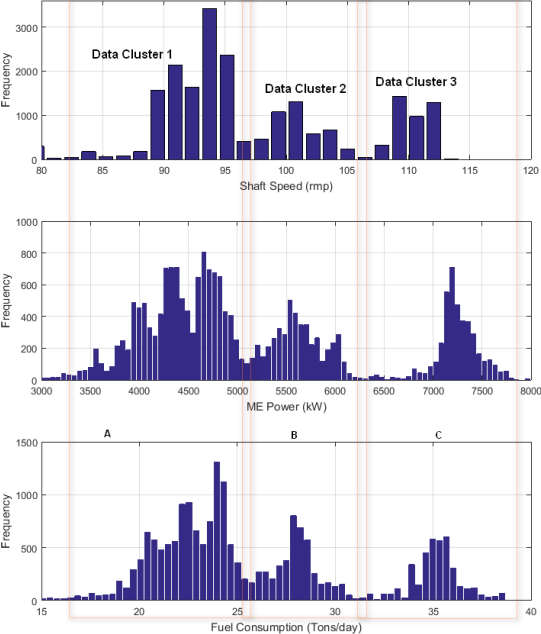 3000
2000
1000
0
Frequency
Data Cluster 1
Data Cluster 2
Data Cluster 3
80 85 90 95 100 105 110 115 120
Shaft Speed (rmp)
1000
800
600
400
200
0
Frequency
3000 3500 4000 4500 5000 5500 6000 6500 7000 7500 8000
ME Power (kW)
1500
1000
500
0
Frequency
A B C
15 20 25 30 35 40
Fuel Consumption (Tons/day)